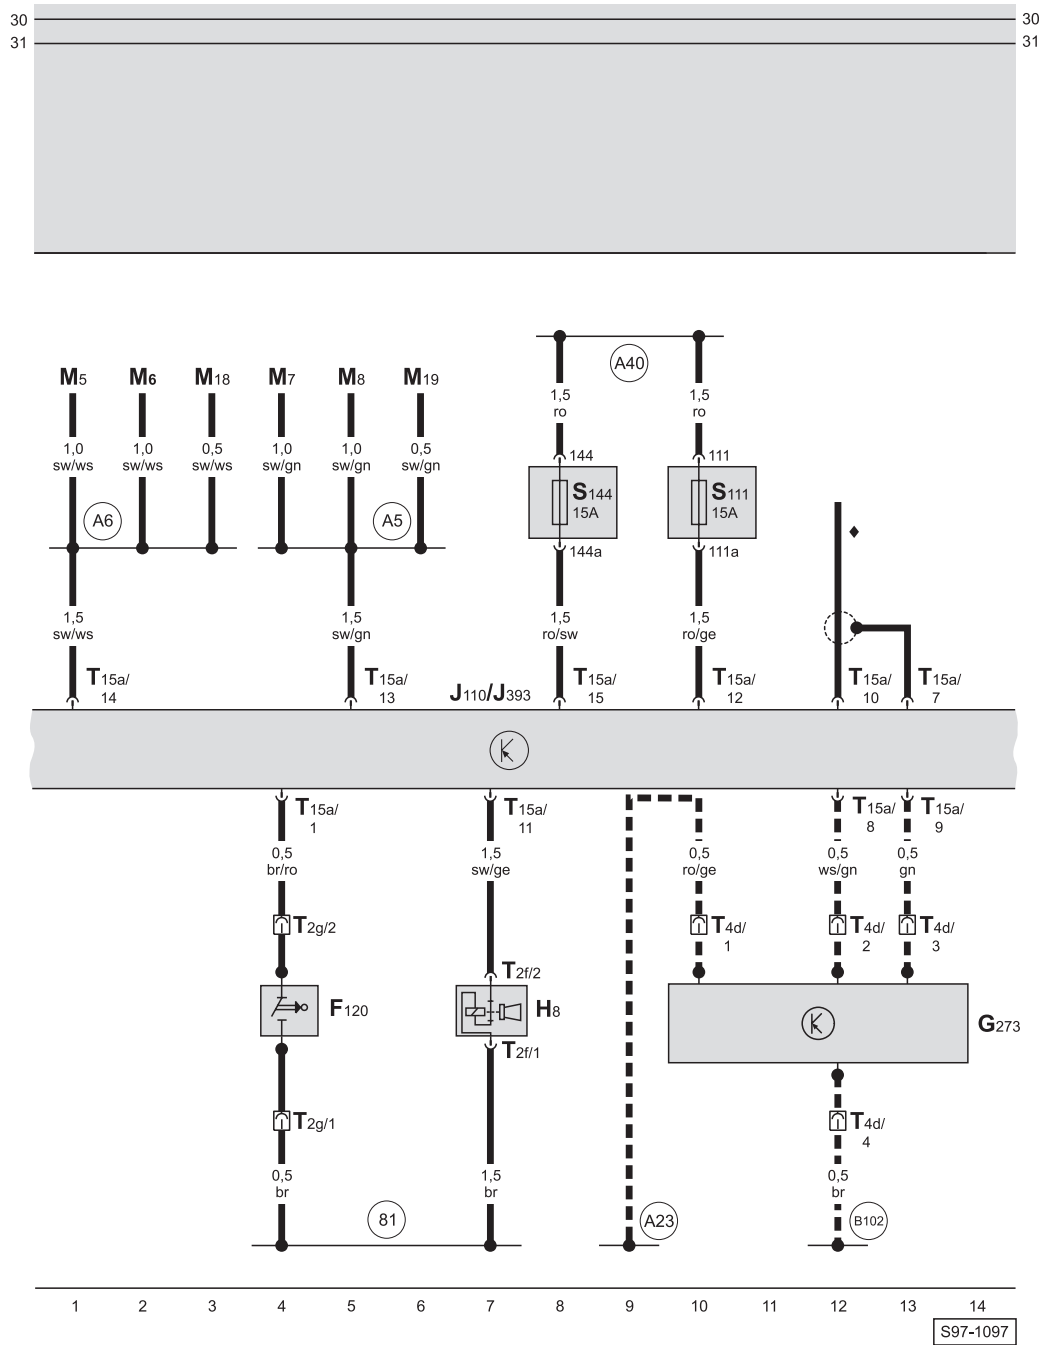 30 30
31 31
A40
M5 M6 M18 M7 M8 M19
1,5 1,5
ro ro
1,0 1,0 0,5 1,0 1,0 0,5
sw/ws sw/ws sw/ws sw/gn sw/gn sw/gn
144 111
S144 S111
15A 15A
A6 A5
144a 111a
♦
1,5 1,5 1,5 1,5
sw/ws sw/gn ro/sw ro/ge
T15a/ T15a/ J110/J393 T15a/ T15a/ T15a/ T15a/
14 13 15 12 10 7
T15a/ T15a/ T15a/ T15a/
1 11 8 9
0,5 1,5 0,5 0,5 0,5
br/ro sw/ge ro/ge ws/gn gn
T2g/2 T4d/ T4d/ T4d/
1 2 3
T2f/2
F120 H8 G273
T2f/1
T2g/1 T4d/
4
0,5 1,5 0,5
br br br
81 A23 B102
1 2 3 4 5 6 7 8 9 10 11 12 13 14
S97-1097